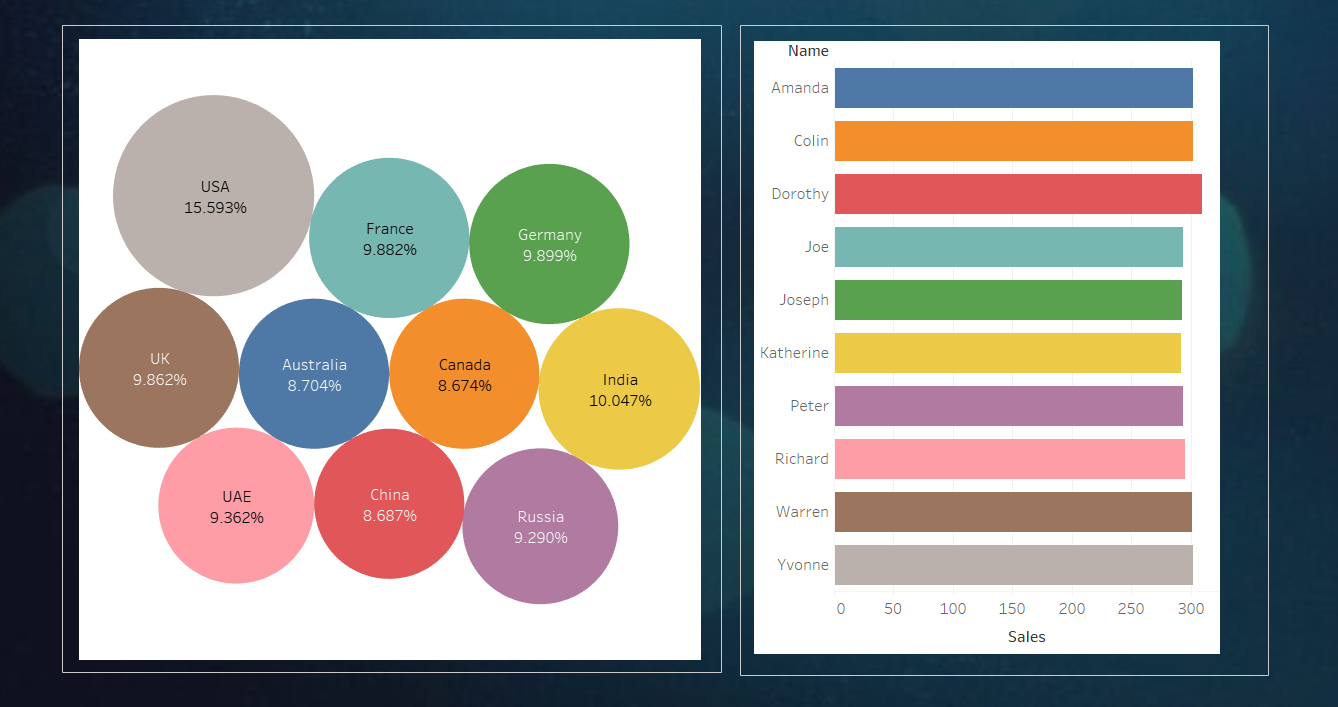 USA
15.593%
France
9.882%
Germany
9.899%
UK
9.862%
Australia
8.704%
Canada
8.674%
India
10.047%
UAE
9.362%
China
8.687%
Russia
9.290%
Name
Amanda
Colin
Dorothy
Joe
Joseph
Katherine
Peter
Richard
Warren
Yvonne
0 50 100 150 200 250 300
Sales